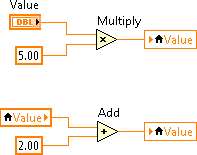 Value
Multiply
DBL
×
Value
5.00
Add
Value
+
Value
2.00